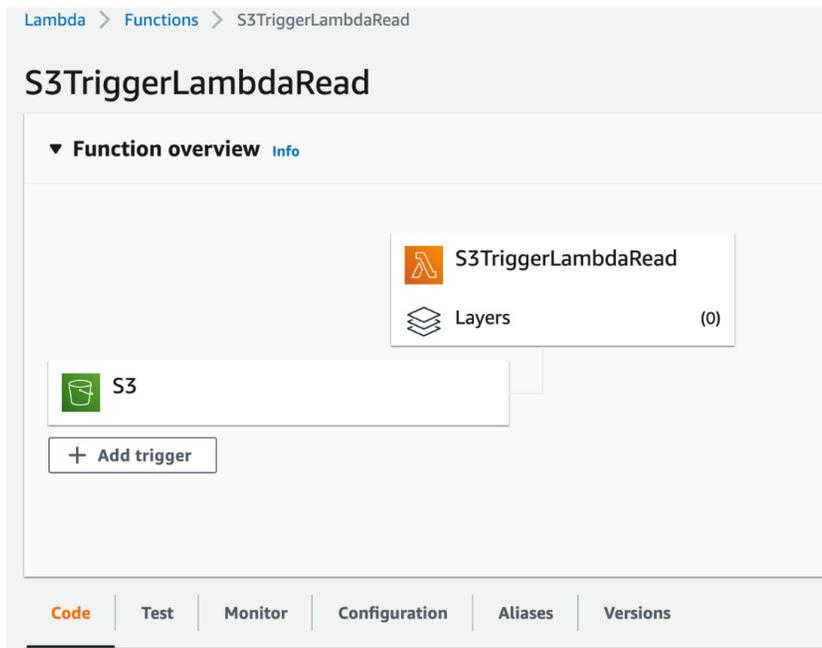 Lambda > Functions > S3TriggerLambdaRead
S3TriggerLambdaRead
▼ Function overview Info
S3TriggerLambdaRead
Layers (0)
S3
+ Add trigger
Code Test Monitor Configuration Aliases Versions